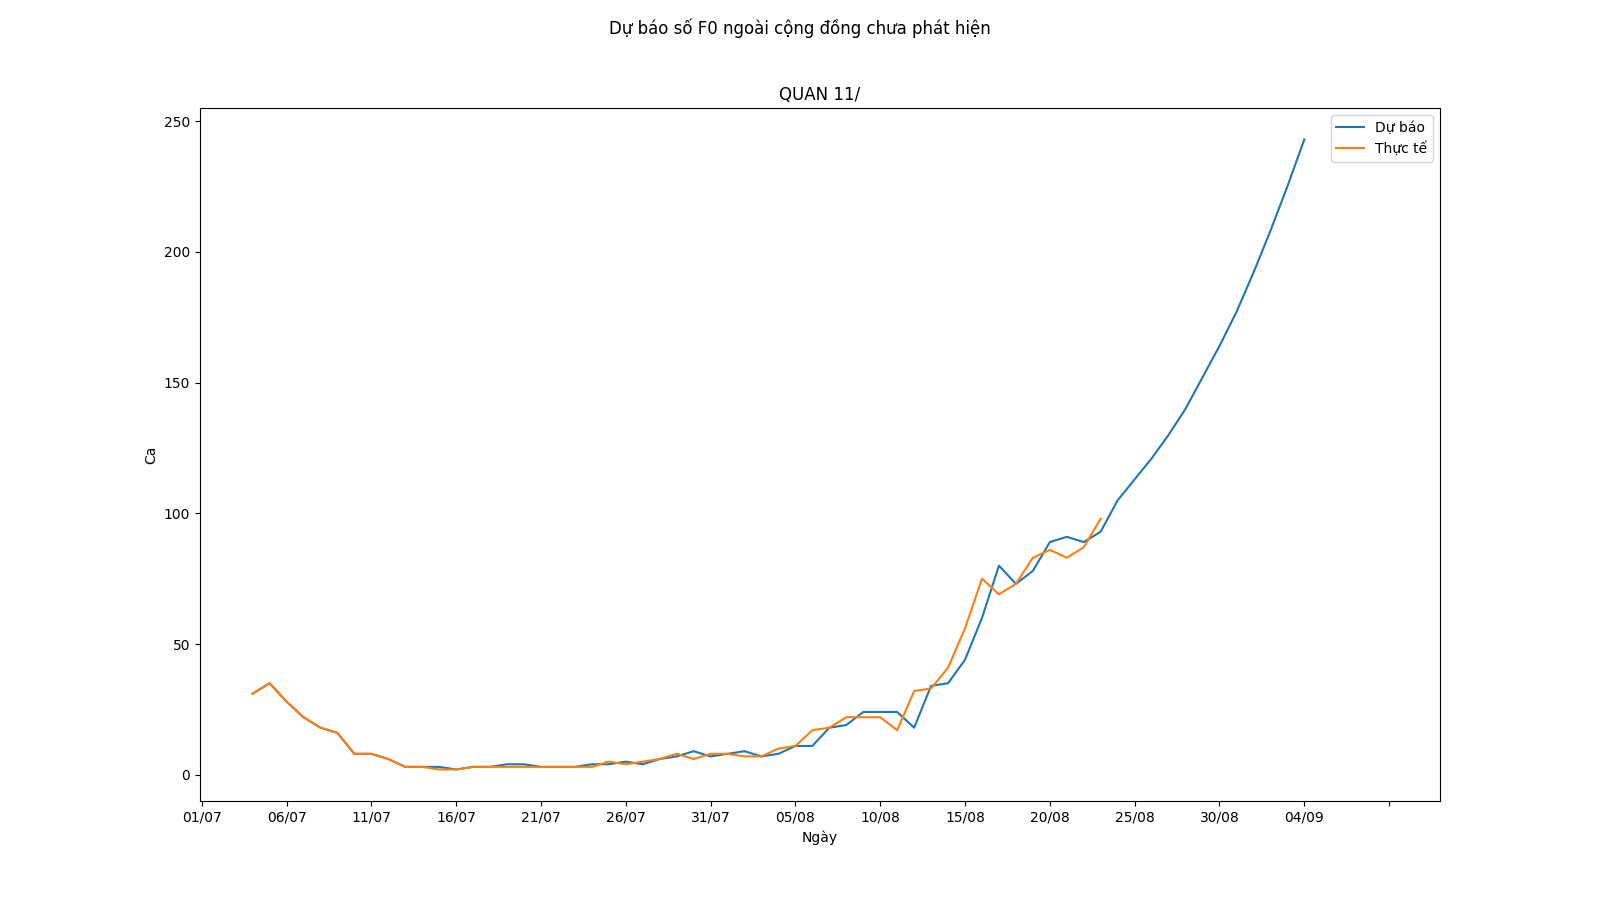 Dự báo số F0 ngoài cộng đồng chưa phát hiện
QUAN 11/
Dự báo
Thực tế
250
200
150
100
50
0
Ca
01/07 06/07 11/07 16/07 21/07 26/07 31/07 05/08 10/08 15/08 20/08 25/08 30/08 04/09
Ngày